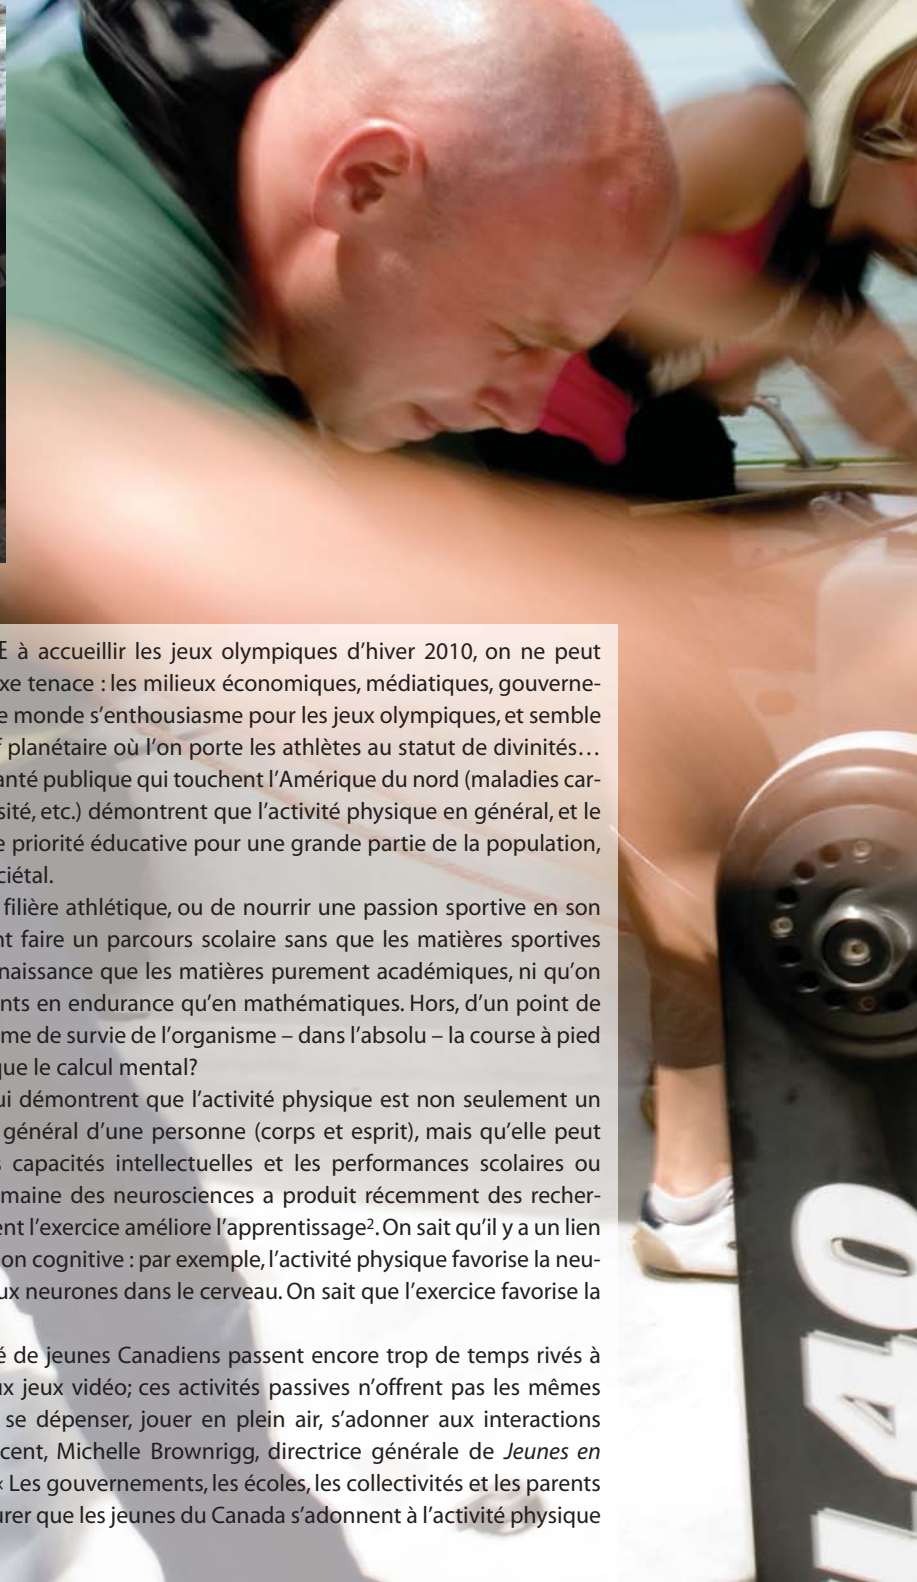 E à accueillir les jeux olympiques d’hiver 2010, on ne peut
xe tenace : les milieux économiques, médiatiques, gouverne-
e monde s’enthousiasme pour les jeux olympiques, et semble
f planétaire où l’on porte les athlètes au statut de divinités…
anté publique qui touchent l’Amérique du nord (maladies car-
sité, etc.) démontrent que l’activité physique en général, et le
e priorité éducative pour une grande partie de la population,
ciétal.
filière athlétique, ou de nourrir une passion sportive en son
nt faire un parcours scolaire sans que les matières sportives
naissance que les matières purement académiques, ni qu’on
nts en endurance qu’en mathématiques. Hors, d’un point de
me de survie de l’organisme – dans l’absolu – la course à pied
que le calcul mental?
ui démontrent que l’activité physique est non seulement un
général d’une personne (corps et esprit), mais qu’elle peut
s capacités intellectuelles et les performances scolaires ou
maine des neurosciences a produit récemment des recher-
ent l’exercice améliore l’apprentissage². On sait qu’il y a un lien
on cognitive : par exemple, l’activité physique favorise la neu-
ux neurones dans le cerveau. On sait que l’exercice favorise la
é de jeunes Canadiens passent encore trop de temps rivés à
ux jeux vidéo; ces activités passives n’offrent pas les mêmes
se dépenser, jouer en plein air, s’adonner aux interactions
cent, Michelle Brownrigg, directrice générale de Jeunes en
« Les gouvernements, les écoles, les collectivités et les parents
urer que les jeunes du Canada s’adonnent à l’activité physique
L40